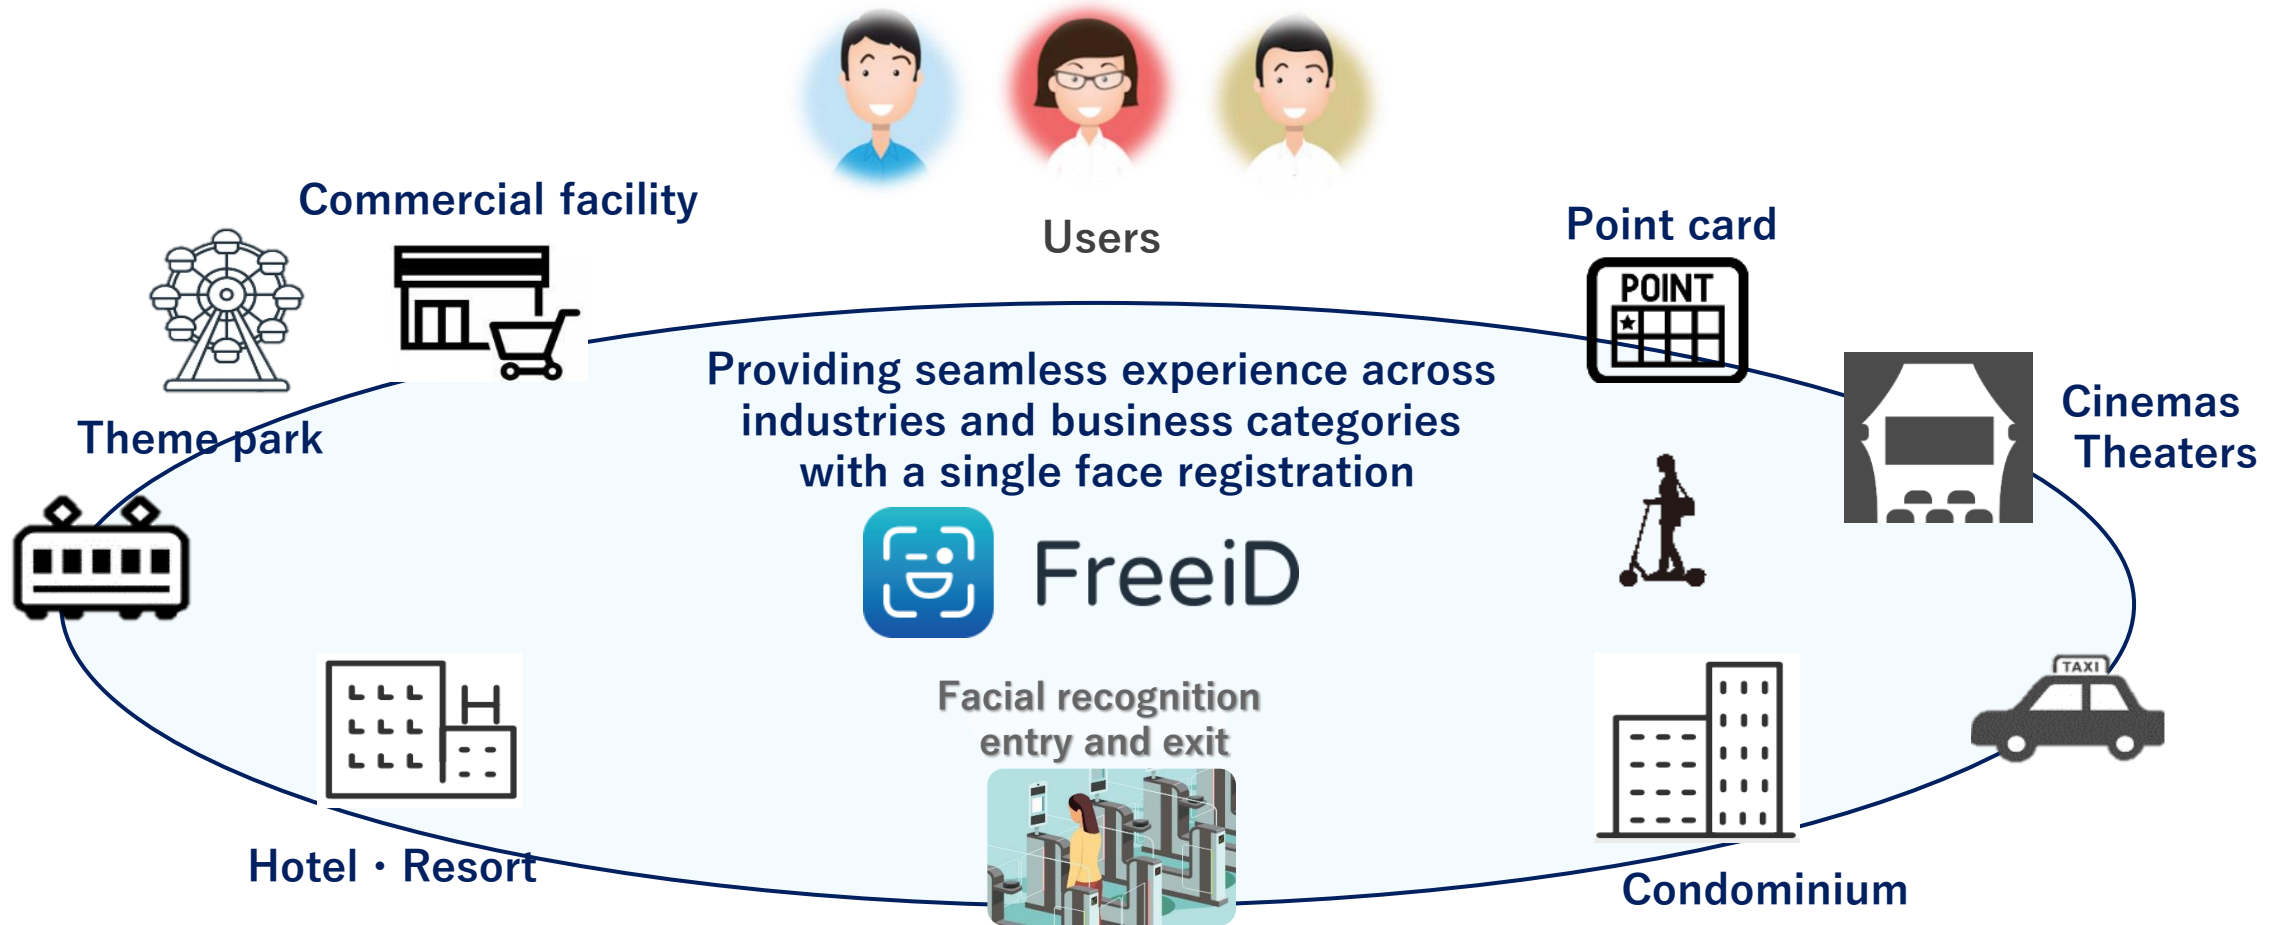 Users
Commercial facility
Point card
POINT
Theme park
Cinemas
Theaters
Providing seamless experience across
industries and business categories
with a single face registration
FreeiD
TAXI
H
Facial recognition
entry and exit
Hotel・Resort
Condominium